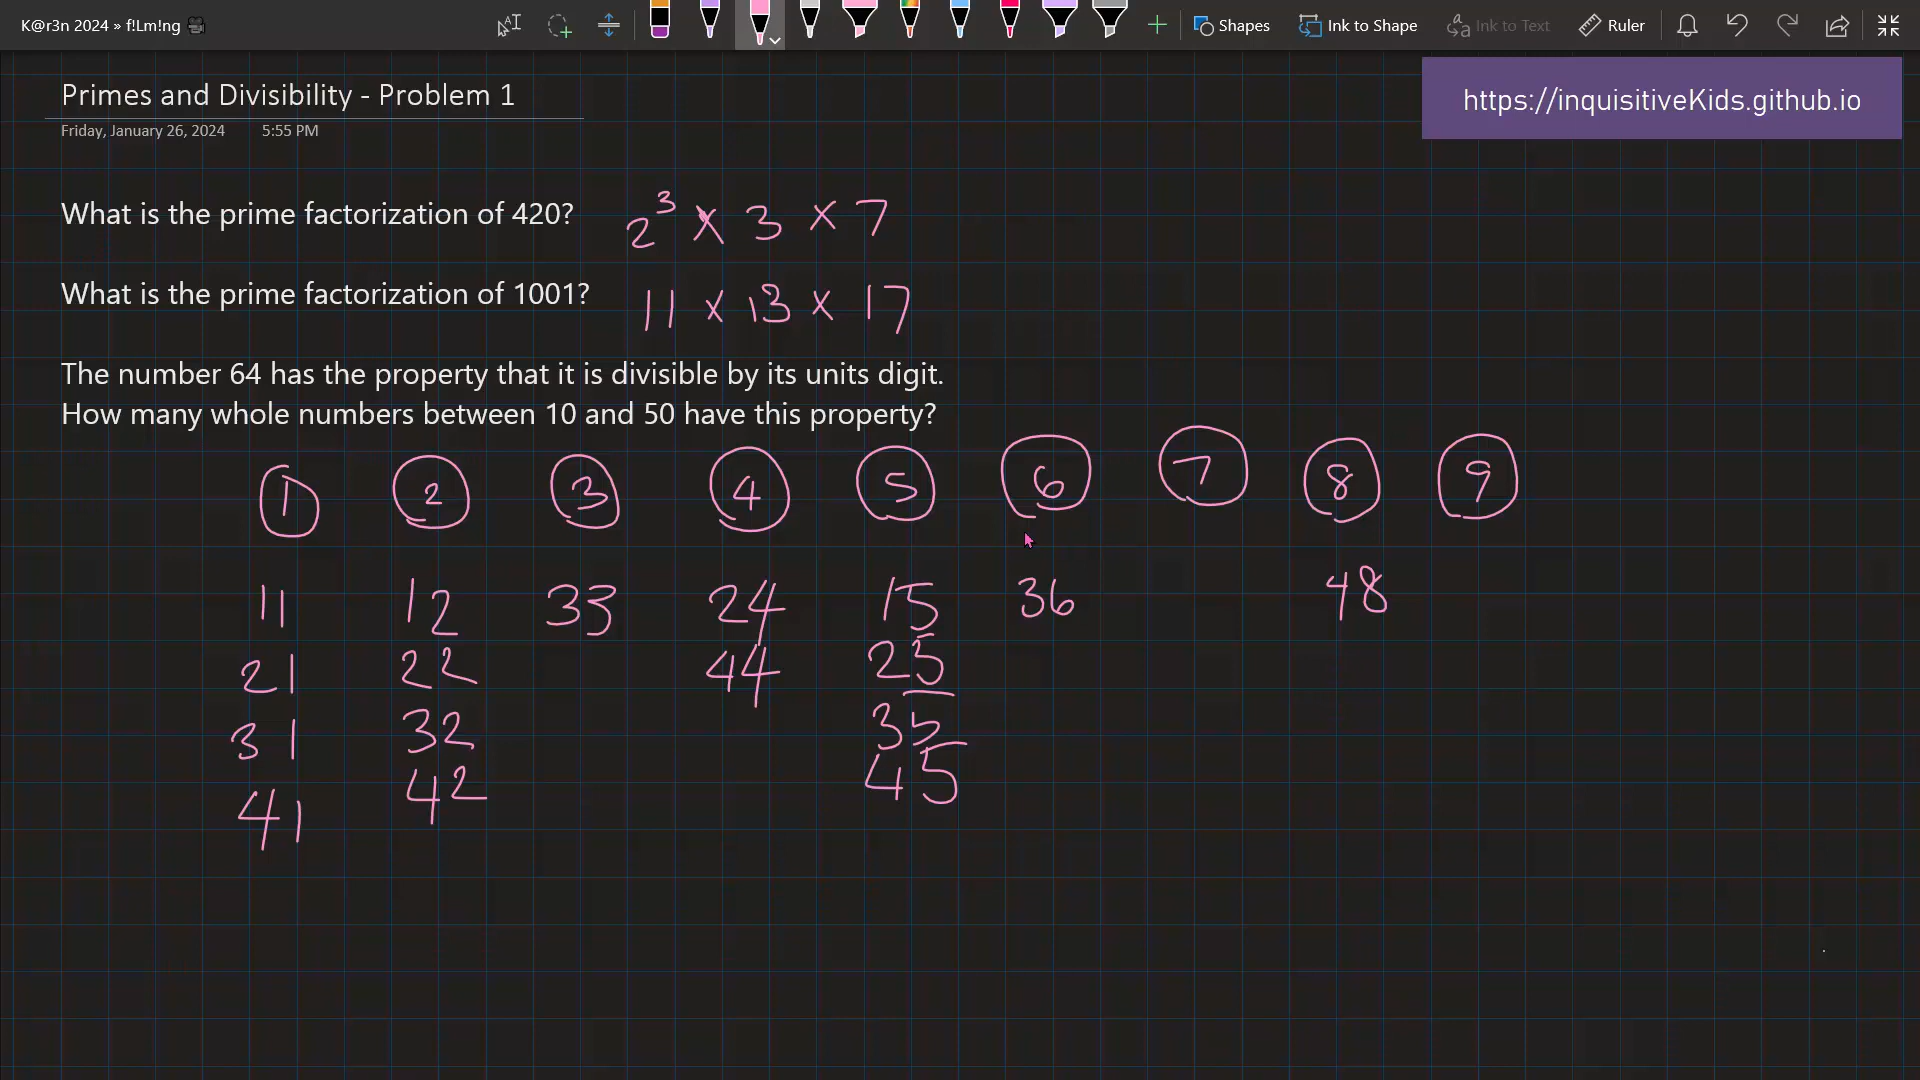 K@r3n 2024 » f!Lm!ng
Shapes
Ink to Shape
Ink to Text
Ruler
Primes and Divisibility - Problem 1
https://inquisitiveKids.github.io
Friday, January 26, 2024 5:55 PM
What is the prime factorization of 420? 2³ × 3 × 7
What is the prime factorization of 1001? 11 × 13 × 17
The number 64 has the property that it is divisible by its units digit.
How many whole numbers between 10 and 50 have this property?
1 2 3 4 5 6 7 8 9
11 12 33 24 15 36 48
21 22 44 25
31 32 35
41 42 45